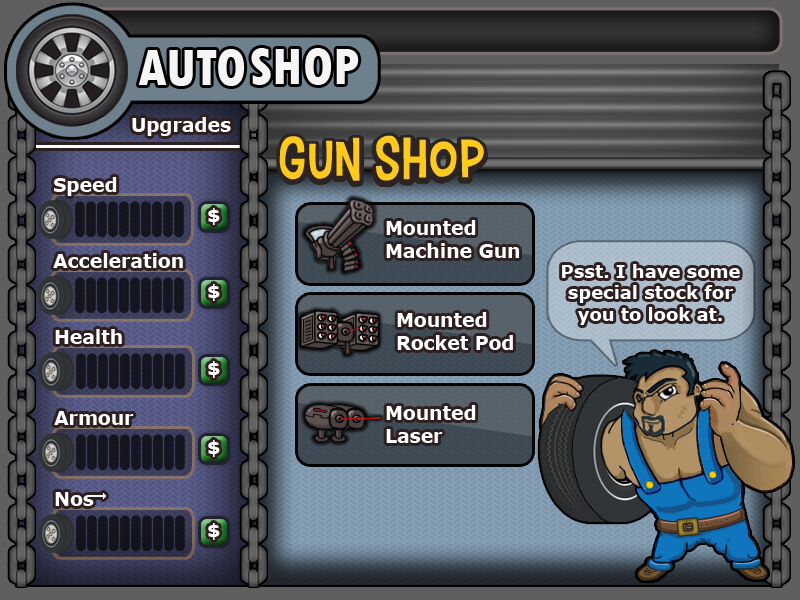 AUTOSHOP
Upgrades
Speed
$
Acceleration
$
Health
$
Armour
$
Nos
$
GUN SHOP
Mounted
Machine Gun
Mounted
Rocket Pod
Mounted
Laser
Psst. I have some
special stock for
you to look at.